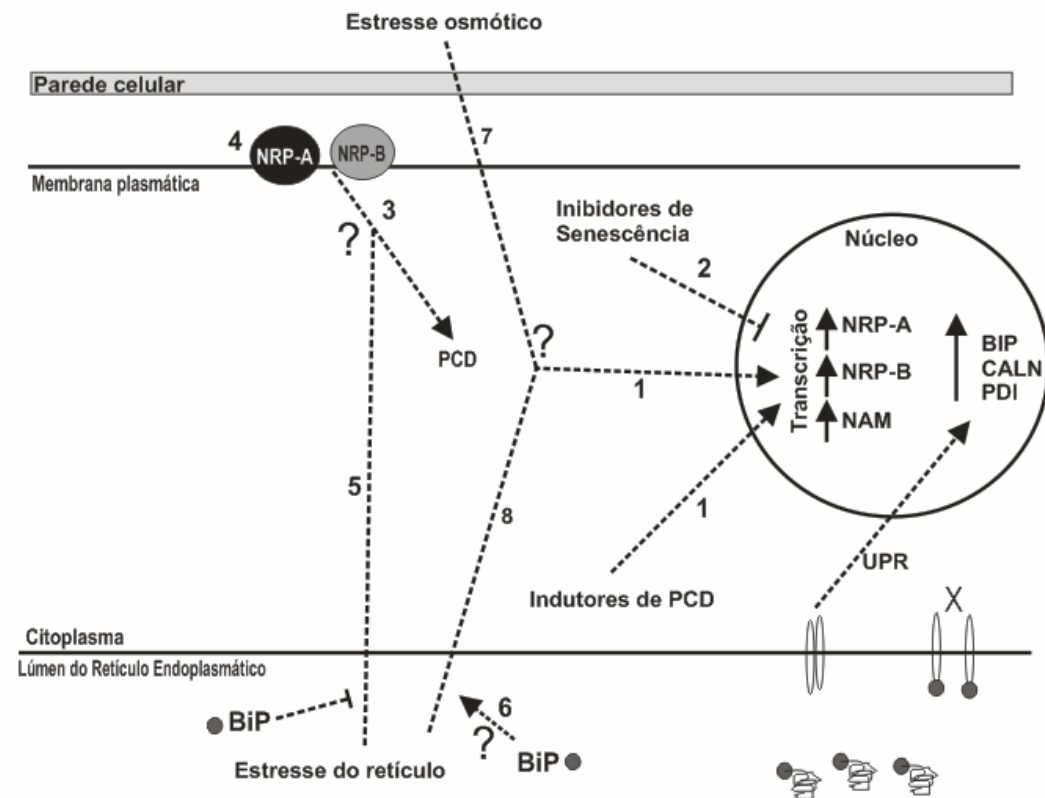 Estresse osmótico
Parede celular
7
4
NRP-A
NRP-B
Membrana plasmática
3
?
Inibidores de
Senescência
2
Núcleo
PCD
?
1
Transcrição
NRP-A
NRP-B
NAM
BIP
CALN
PDI
5
8
1
Indutores de PCD
UPR
X
Citoplasma
Lúmen do Retículo Endoplasmático
BiP
6
?
BiP
Estresse do retículo